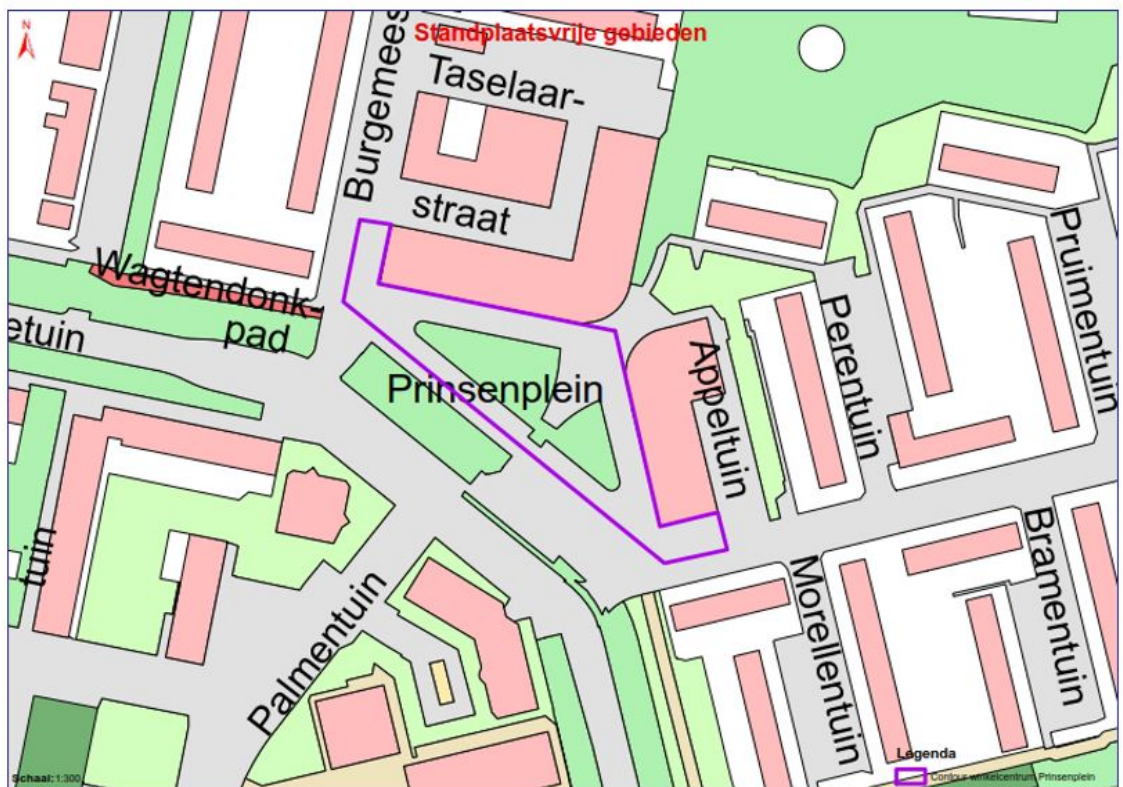 N
Standplaatsvrije gebieden
Burgemees
Taselaar-
straat
Wagtendonk-
pad
etuin
Prinsenplein
Appeltuin
Perentuin
Pruimentuin
tuin
Palmentuin
Morellentuin
Bramentuin
Legenda
Contour winkelcentrum Prinsenplein
Schaal: 1:300